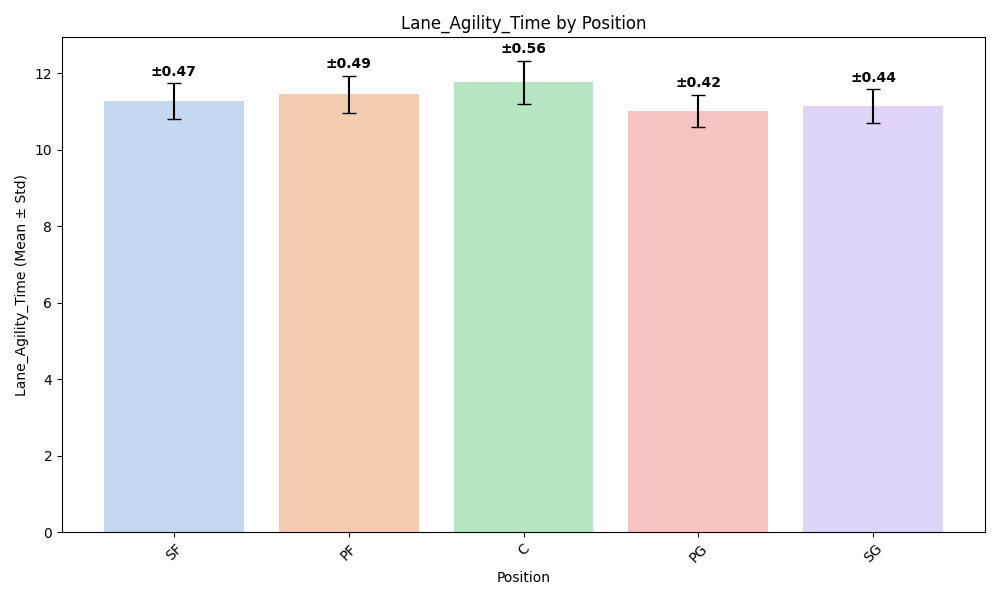 Lane_Agility_Time by Position
Lane_Agility_Time (Mean ± Std)
12
10
8
6
4
2
0
±0.47
±0.49
±0.56
±0.42
±0.44
SF
PF
C
PG
SG
Position